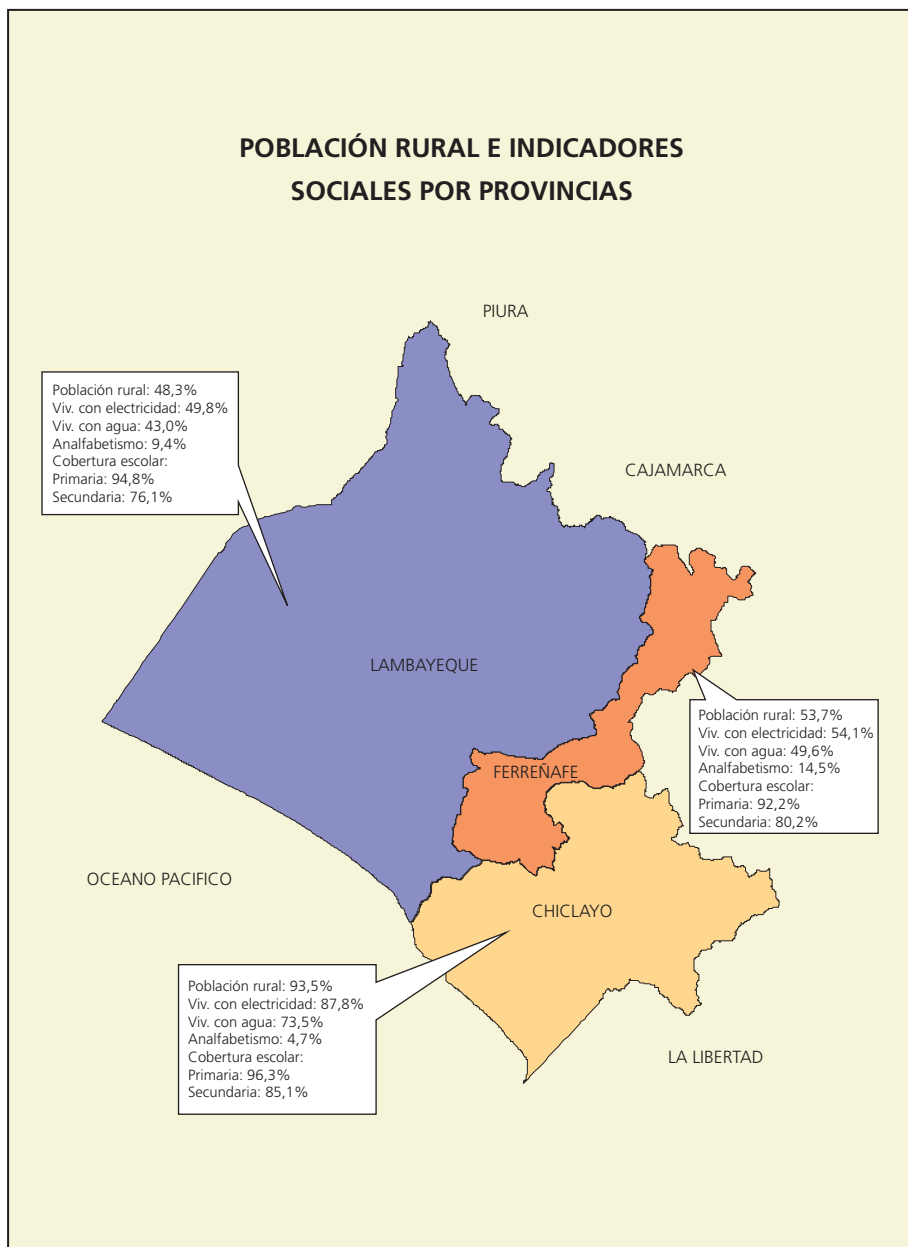 POBLACIÓN RURAL E INDICADORES
SOCIALES POR PROVINCIAS
PIURA
Población rural: 48,3%
Viv. con electricidad: 49,8%
Viv. con agua: 43,0%
Analfabetismo: 9,4%
Cobertura escolar:
Primaria: 94,8%
Secundaria: 76,1%
CAJAMARCA
LAMBAYEQUE
Población rural: 53,7%
Viv. con electricidad: 54,1%
Viv. con agua: 49,6%
Analfabetismo: 14,5%
Cobertura escolar:
Primaria: 92,2%
Secundaria: 80,2%
FERREÑAFE
OCEANO PACIFICO
CHICLAYO
Población rural: 93,5%
Viv. con electricidad: 87,8%
Viv. con agua: 73,5%
Analfabetismo: 4,7%
Cobertura escolar:
Primaria: 96,3%
Secundaria: 85,1%
LA LIBERTAD